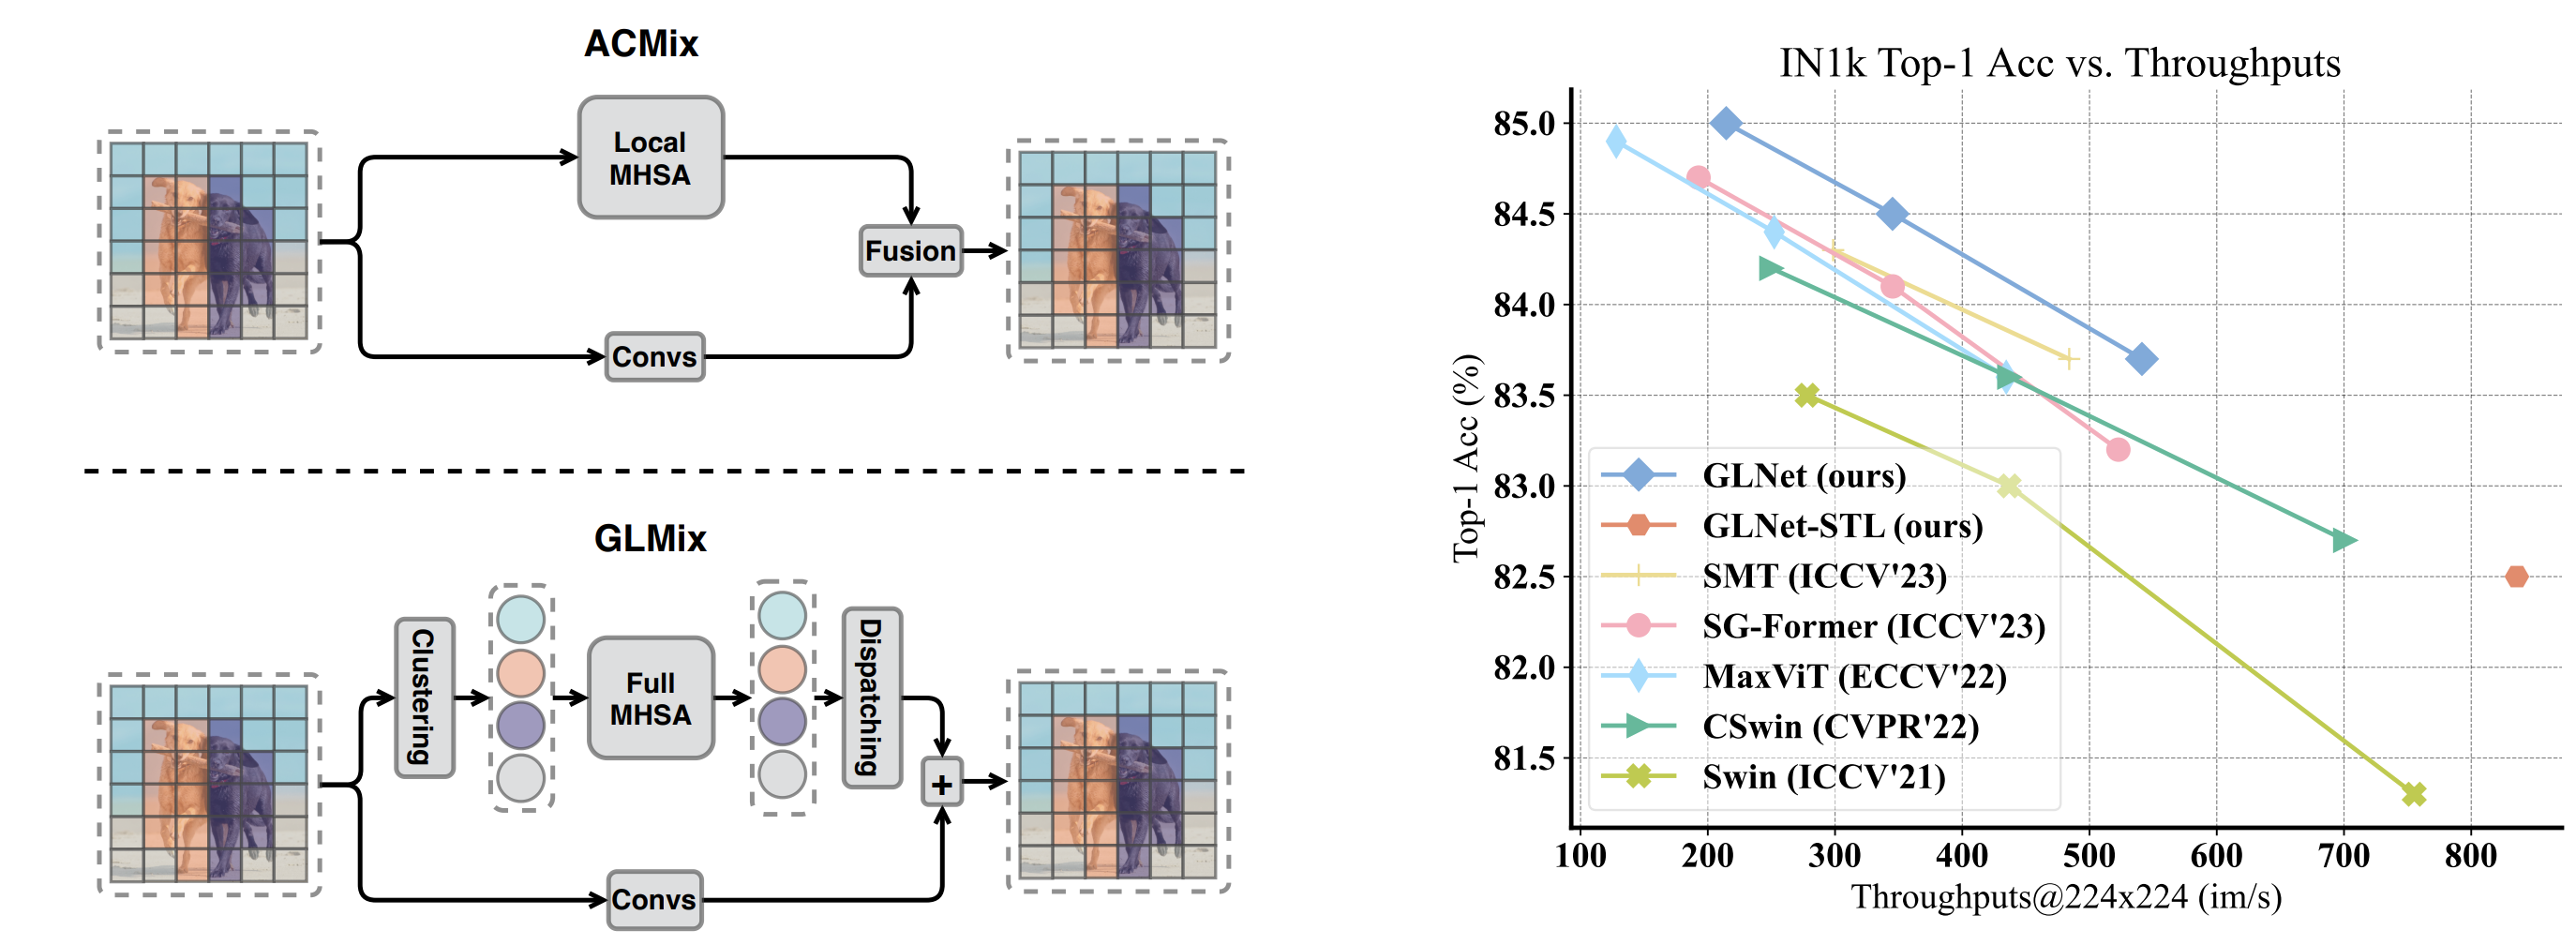 ACMix
Local
MHSA
Fusion
Convs
GLMix
Clustering
Full
MHSA
Dispatching
+
Convs
IN1k Top-1 Acc vs. Throughputs
Top-1 Acc (%)
85.0
84.5
84.0
83.5
83.0
82.5
82.0
81.5
GLNet (ours)
GLNet-STL (ours)
SMT (ICCV'23)
SG-Former (ICCV'23)
MaxViT (ECCV'22)
CSwin (CVPR'22)
Swin (ICCV'21)
100 200 300 400 500 600 700 800
Throughputs@224x224 (im/s)